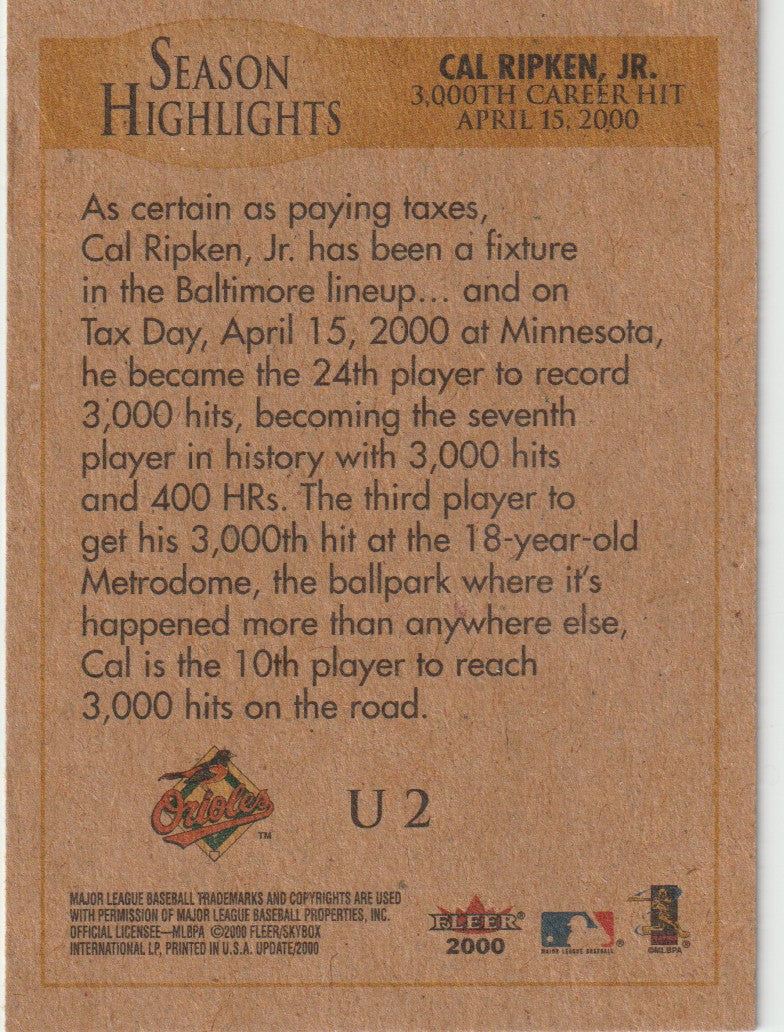 SEASON
HIGHLIGHTS
CAL RIPKEN, JR.
3,000TH CAREER HIT
APRIL 15, 2000
As certain as paying taxes,
Cal Ripken, Jr. has been a fixture
in the Baltimore lineup... and on
Tax Day, April 15, 2000 at Minnesota,
he became the 24th player to record
3,000 hits, becoming the seventh
player in history with 3,000 hits
and 400 HRs. The third player to
get his 3,000th hit at the 18-year-old
Metrodome, the ballpark where it's
happened more than anywhere else,
Cal is the 10th player to reach
3,000 hits on the road.
Orioles TM
U 2
MAJOR LEAGUE BASEBALL TRADEMARKS AND COPYRIGHTS ARE USED
WITH PERMISSION OF MAJOR LEAGUE BASEBALL PROPERTIES, INC.
OFFICIAL LICENSEE—MLBPA ©2000 FLEER/SKYBOX
INTERNATIONAL LP, PRINTED IN U.S.A. UPDATE/2000
FLEER®
2000
MAJOR LEAGUE BASEBALL ®
©MLBPA